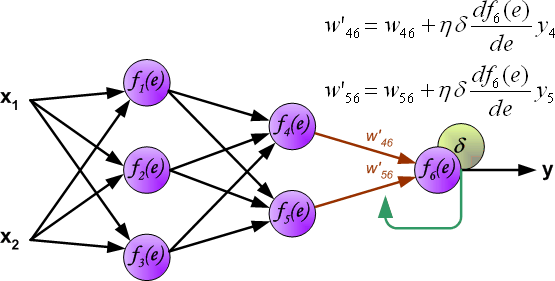 w'₄₆ = w₄₆ + η δ df₆(e)/de y₄
w'₅₆ = w₅₆ + η δ df₆(e)/de y₅
x₁
x₂
f₁(e)
f₂(e)
f₃(e)
f₄(e)
f₅(e)
w'₄₆
w'₅₆
δ
f₆(e)
y